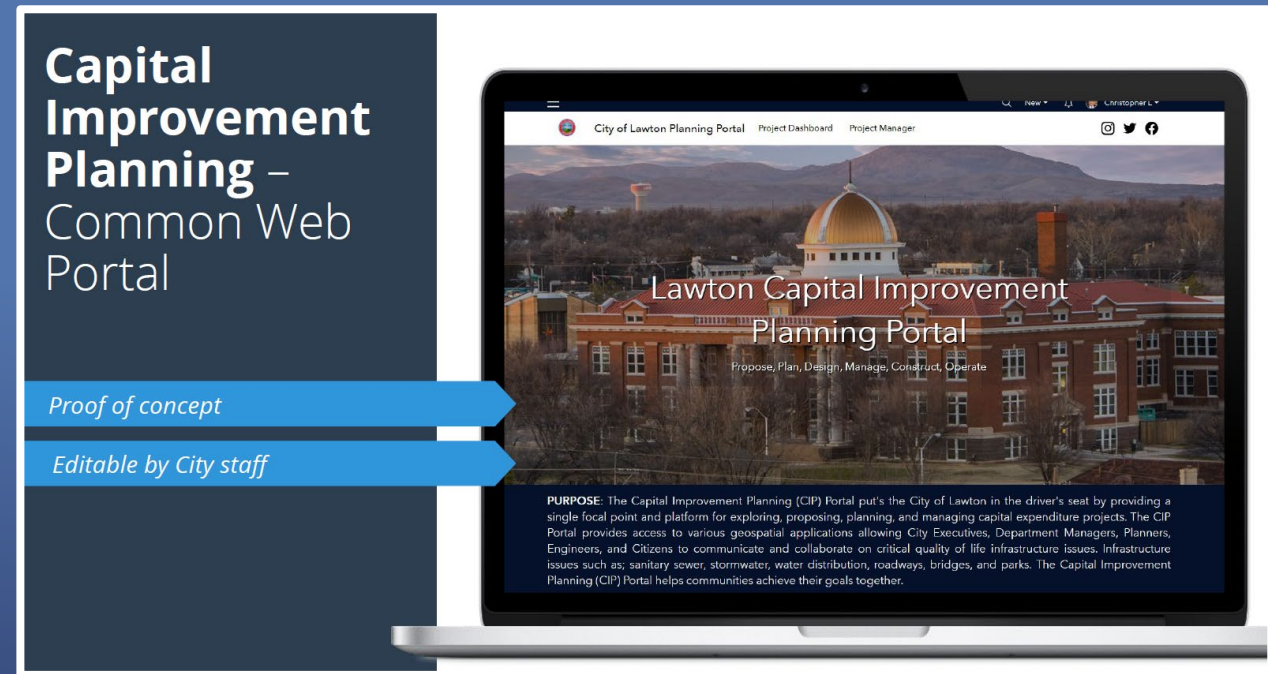 Capital
Improvement
Planning –
Common Web
Portal
Proof of concept
Editable by City staff
New
Christopher L
City of Lawton Planning Portal Project Dashboard Project Manager
Lawton Capital Improvement
Planning Portal
Propose, Plan, Design, Manage, Construct, Operate
PURPOSE: The Capital Improvement Planning (CIP) Portal put's the City of Lawton in the driver's seat by providing a
single focal point and platform for exploring, proposing, planning, and managing capital expenditure projects. The CIP
Portal provides access to various geospatial applications allowing City Executives, Department Managers, Planners,
Engineers, and Citizens to communicate and collaborate on critical quality of life infrastructure issues. Infrastructure
issues such as; sanitary sewer, stormwater, water distribution, roadways, bridges, and parks. The Capital Improvement
Planning (CIP) Portal helps communities achieve their goals together.